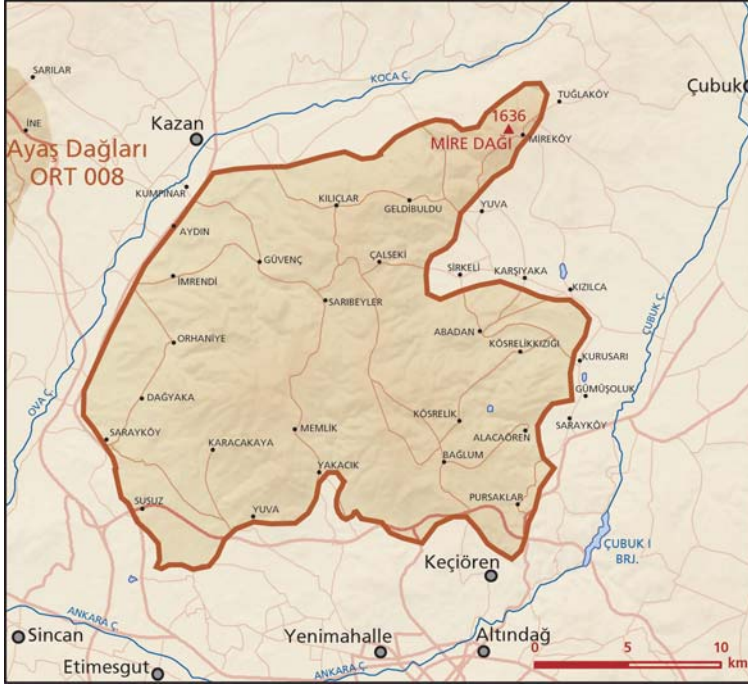 SARILAR
KOCA Ç.
Çubuk
TUĞLAKÖY
1636
MİRE DAĞI
MİREKÖY
İNE
Kazan
Ayaş Dağları
ORT 008
KUMPINAR
KILIÇLAR
GELDİBULDU
YUVA
AYDIN
GÜVENÇ
ÇALSEKİ
SİRKELİ
KARŞIYAKA
İMRENDİ
KIZILCA
SARIBEYLER
ÇUBUK Ç.
ABADAN
ORHANİYE
KÖSRELİKKIZIĞI
KURUSARI
GÜMÜŞOLUK
OVA Ç.
DAĞYAKA
KÖSRELİK
SARAYKÖY
SARAYKÖY
MEMLİK
ALACAÖREN
KARACAKAYA
BAĞLUM
YAKACIK
PURSAKLAR
SUSUZ
YUVA
ÇUBUK I
BRJ.
Keçiören
ANKARA Ç.
Sincan
Yenimahalle
Altındağ
0 5 10
km
Etimesgut
ANKARA Ç.